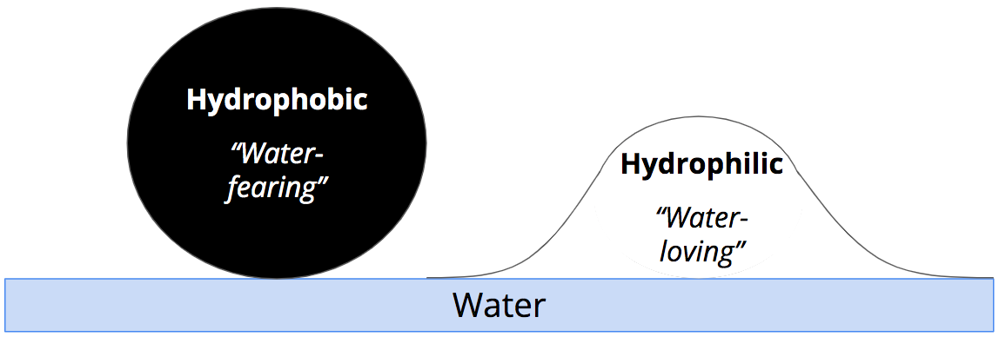 Hydrophobic
“Water-
fearing”
Hydrophilic
“Water-
loving”
Water